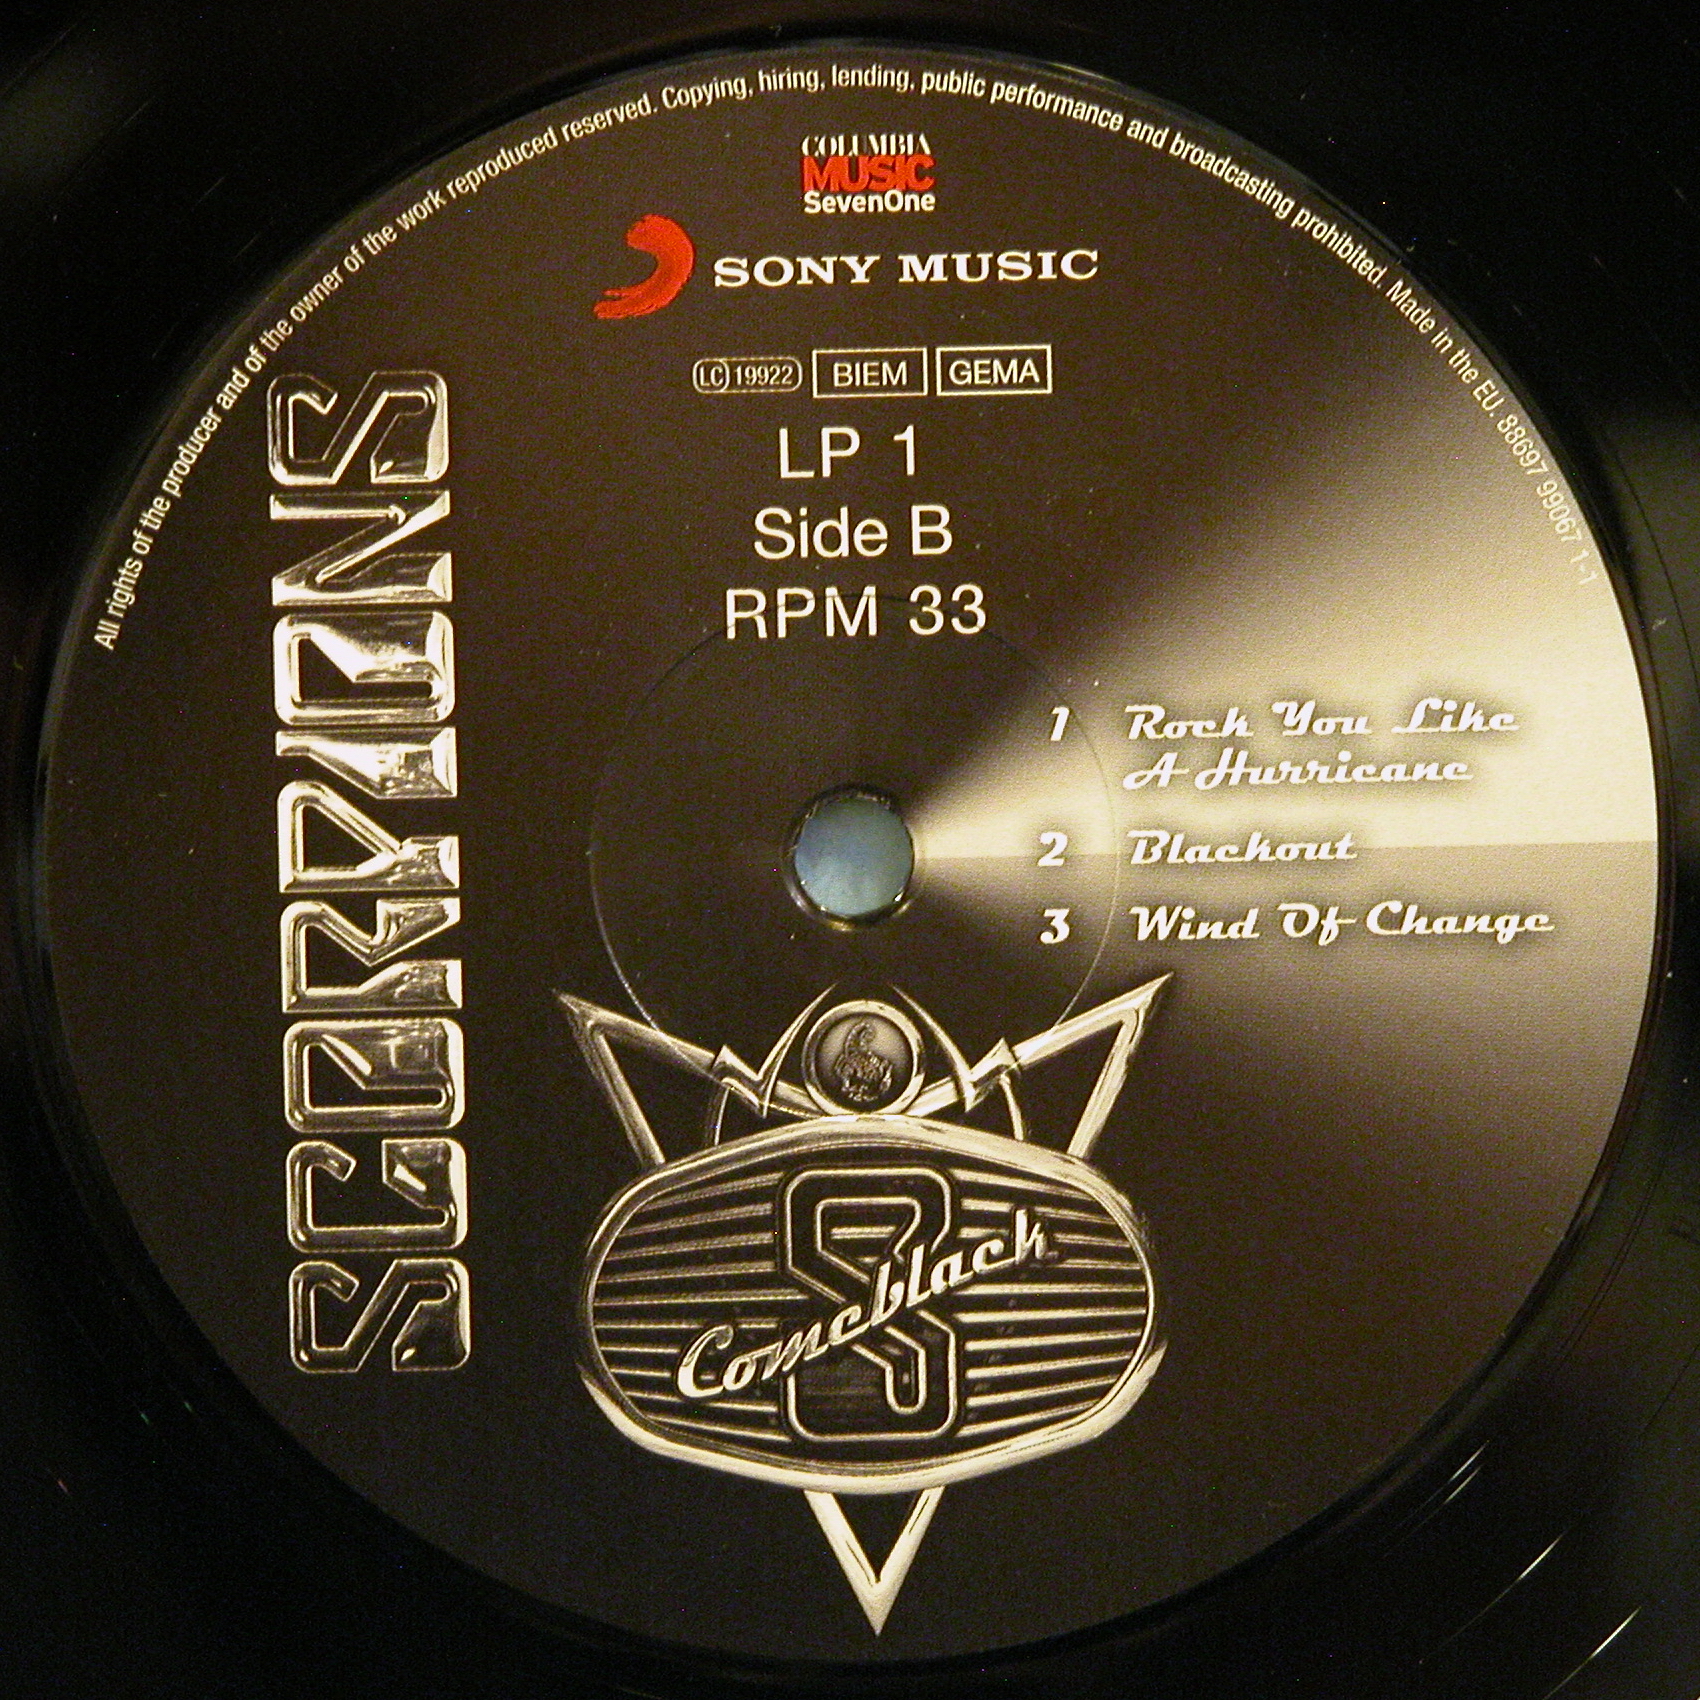 All rights of the producer and of the owner of the work reproduced reserved. Copying, hiring, lending, public performance and broadcasting prohibited. Made in the EU. 88697 99067 1-1
COLUMBIA
MUSIC
SevenOne
SONY MUSIC
LC 19922 BIEM GEMA
LP 1
Side B
RPM 33
SCORPIONS
1 Rock You Like
A Hurricane
2 Blackout
3 Wind Of Change
S
Comeblack